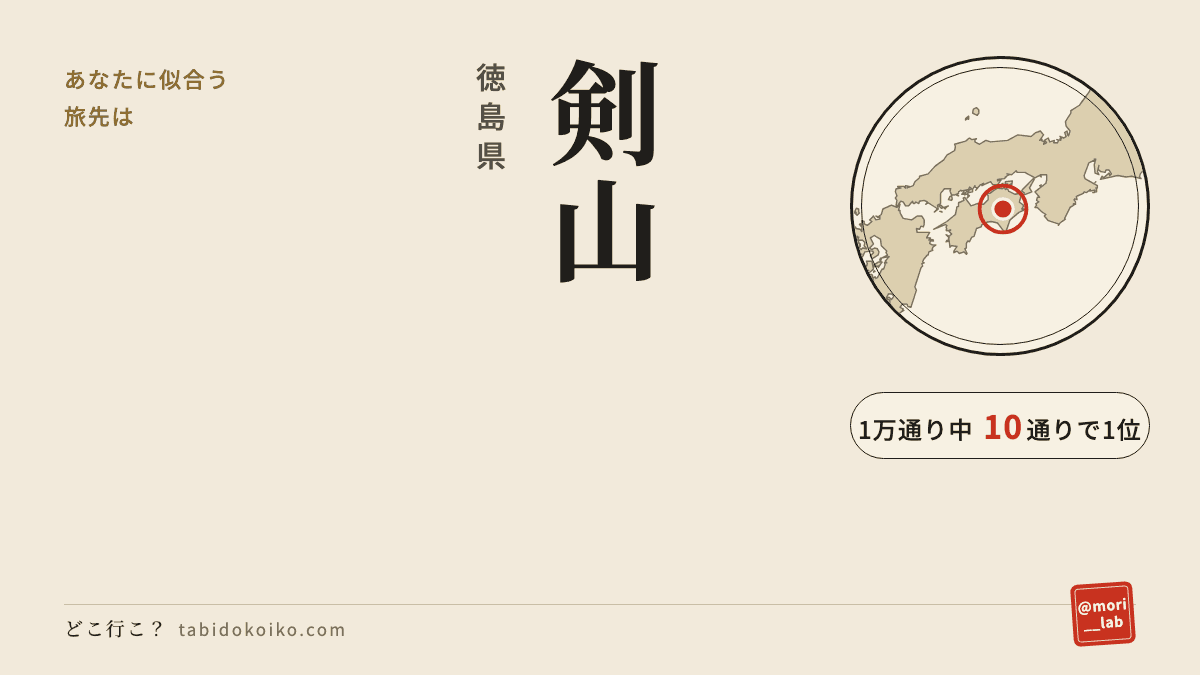 あなたに似合う
旅先は
剣山
徳島県
1万通り中 10通りで1位
どこ行こ？ tabidokoiko.com
@mori
__lab